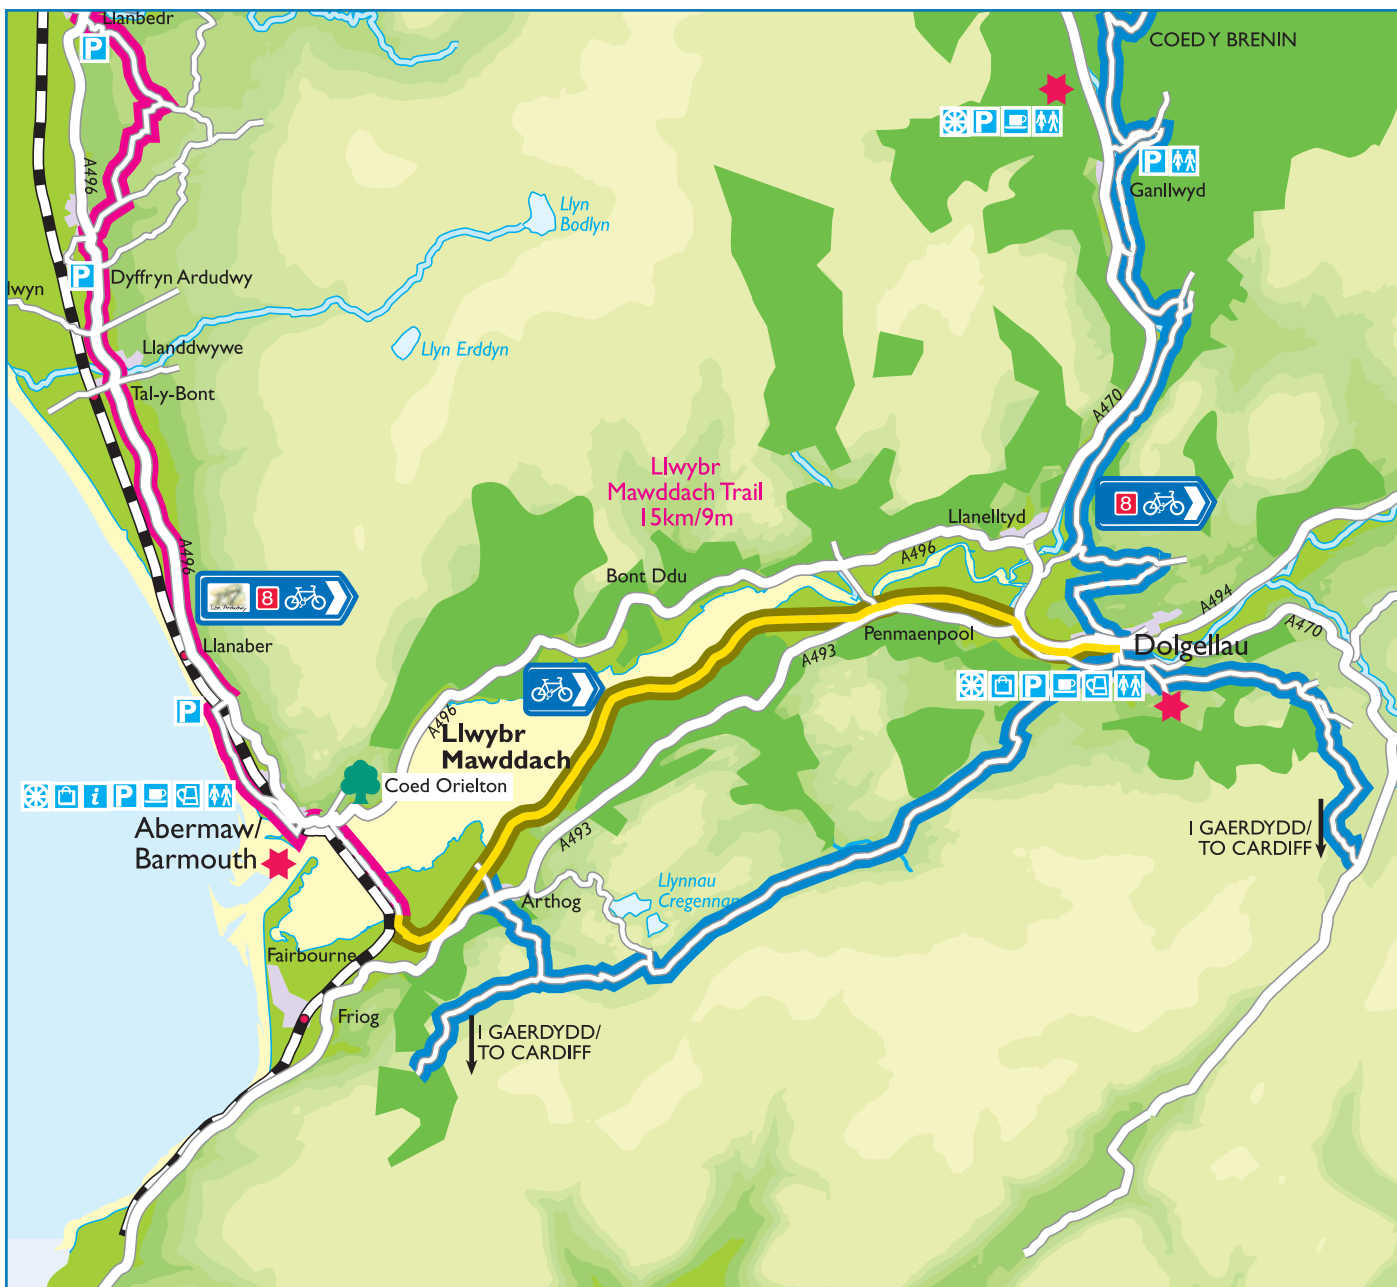 Llanbedr
P
COED Y BRENIN
P
P
Ganllwyd
A496
Llyn
Bodlyn
P
Dyffryn Ardudwy
lwyn
Llanddwywe
Llyn Erddyn
Tal-y-Bont
A470
Llwybr
Mawddach Trail
15km/9m
8
Llanelltyd
A496
A496
Bont Ddu
8
A494
A470
Llanaber
Penmaenpool
Dolgellau
A493
P
P
A496
Llwybr
Mawddach
Coed Orielton
i
P
Abermaw/
Barmouth
A493
I GAERDYDD/
TO CARDIFF
Llynnau
Cregennan
Arthog
Fairbourne
Friog
I GAERDYDD/
TO CARDIFF